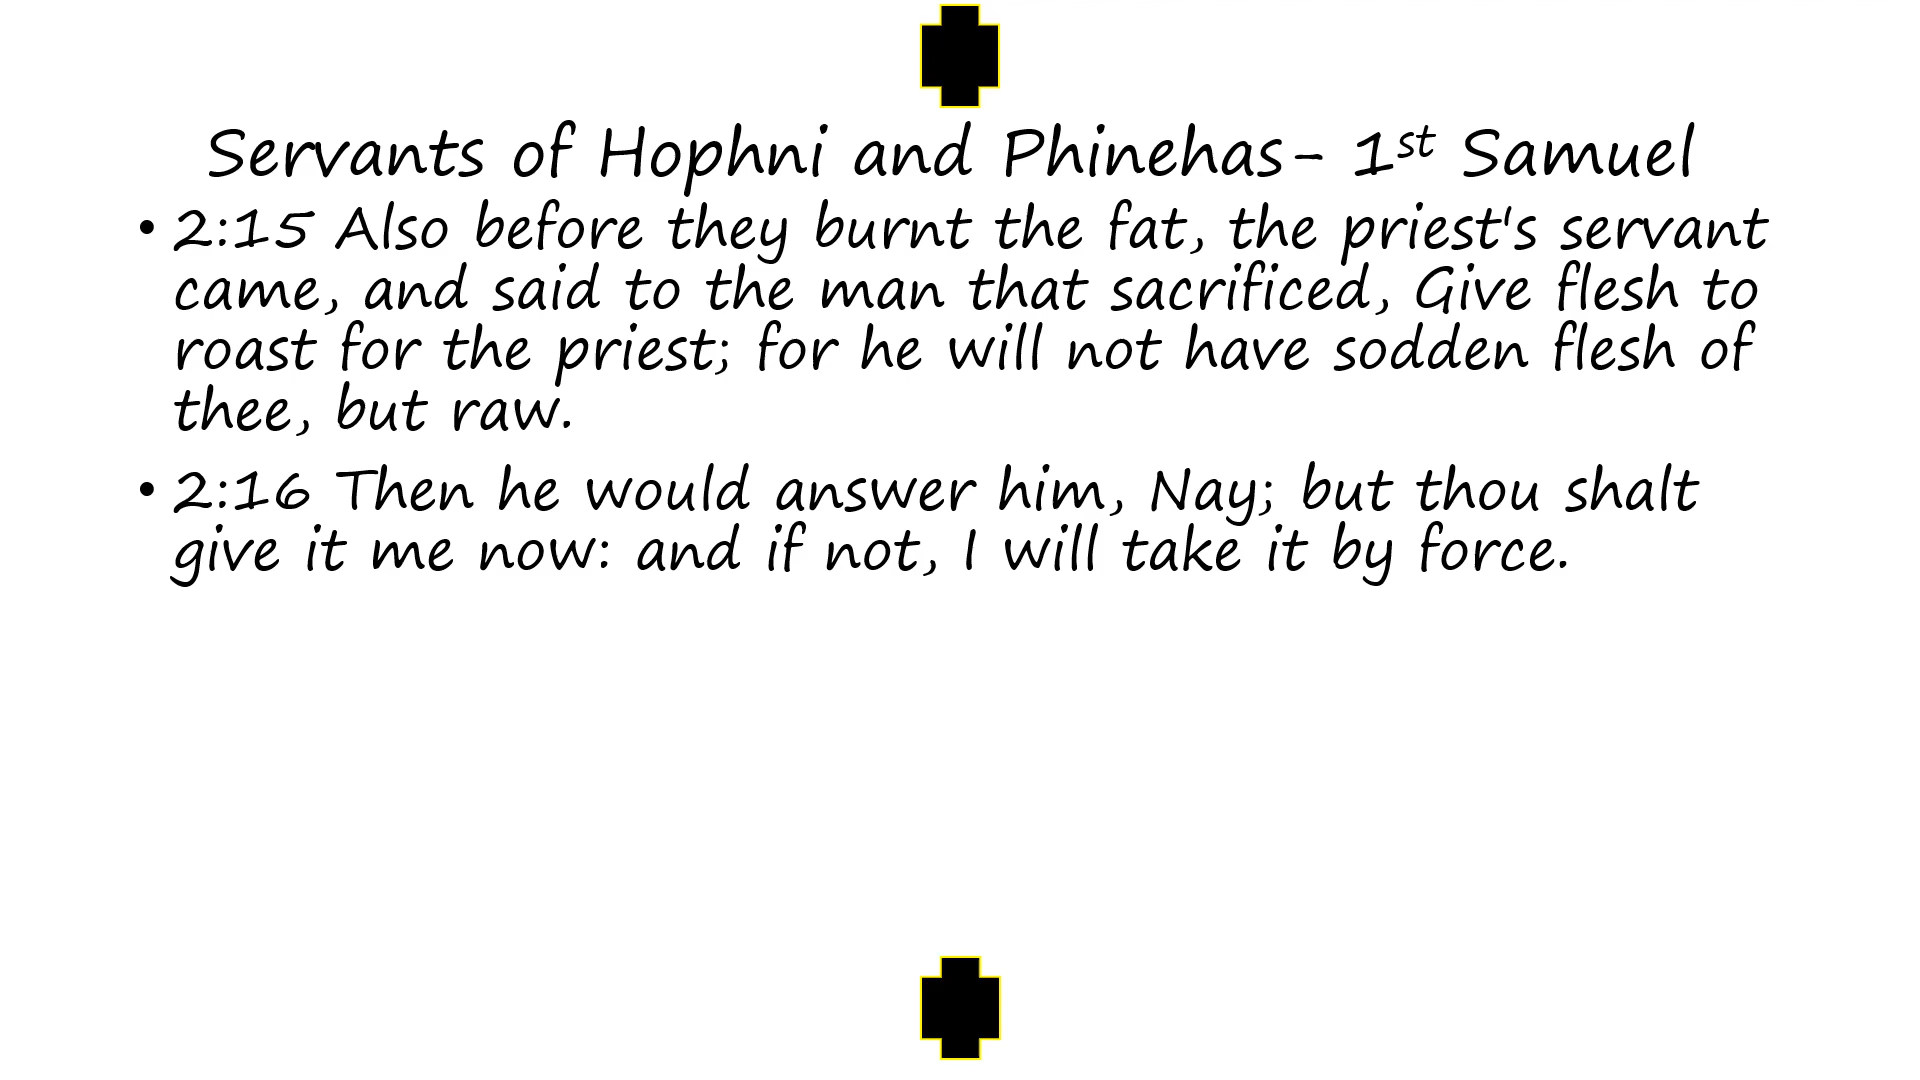 Servants of Hophni and Phinehas- 1st Samuel
• 2:15 Also before they burnt the fat, the priest's servant
came, and said to the man that sacrificed, Give flesh to
roast for the priest; for he will not have sodden flesh of
thee, but raw.
• 2:16 Then he would answer him, Nay; but thou shalt
give it me now: and if not, I will take it by force.